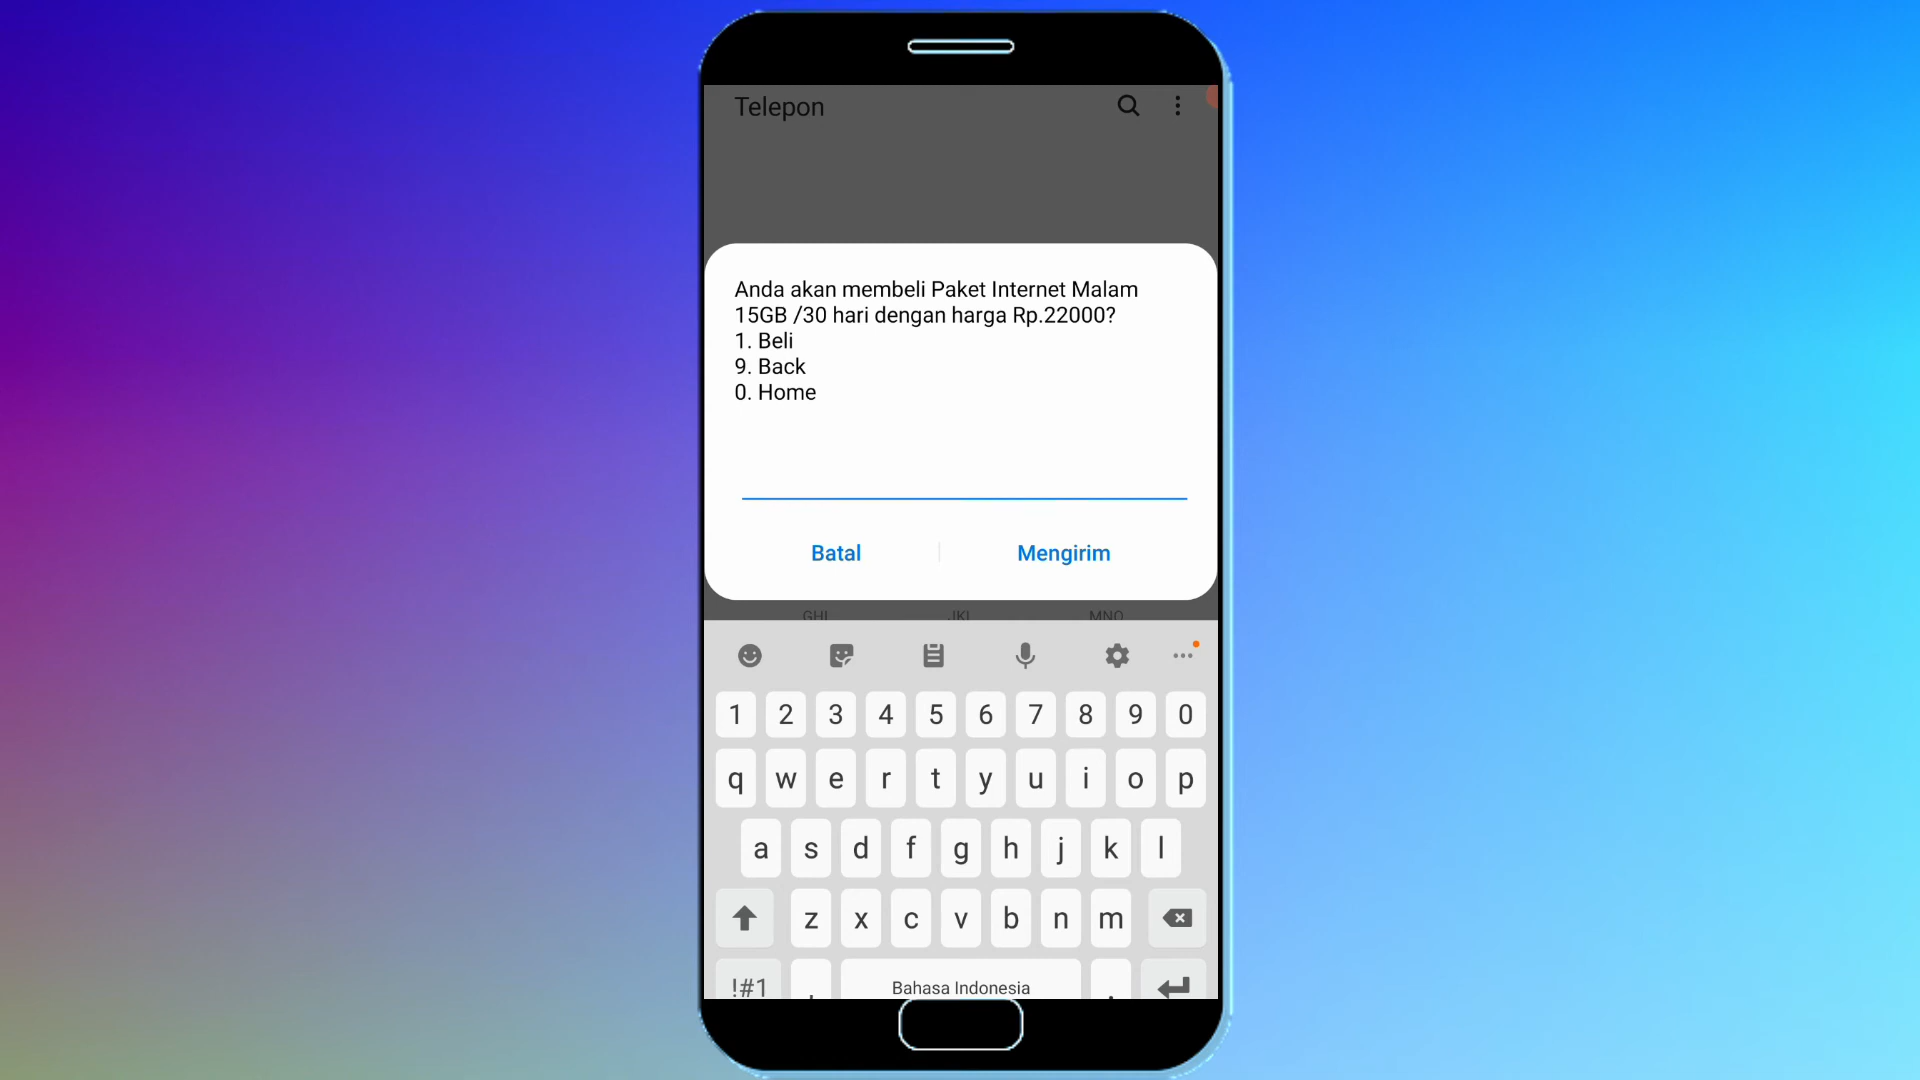 Telepon
Anda akan membeli Paket Internet Malam
15GB /30 hari dengan harga Rp.22000?
1. Beli
9. Back
0. Home
Batal
Mengirim
GHI JKL MNO
1 2 3 4 5 6 7 8 9 0
q w e r t y u i o p
a s d f g h j k l
z x c v b n m
!#1 , Bahasa Indonesia .